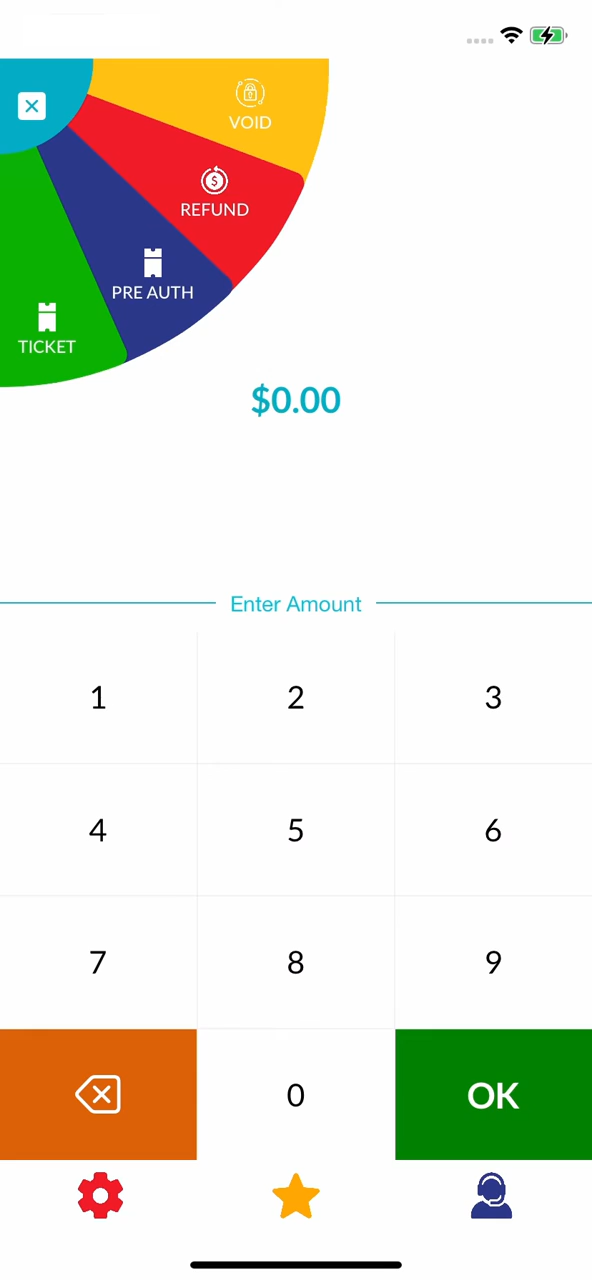 VOID
REFUND
PRE AUTH
TICKET
$0.00
Enter Amount
1 2 3
4 5 6
7 8 9
0 OK